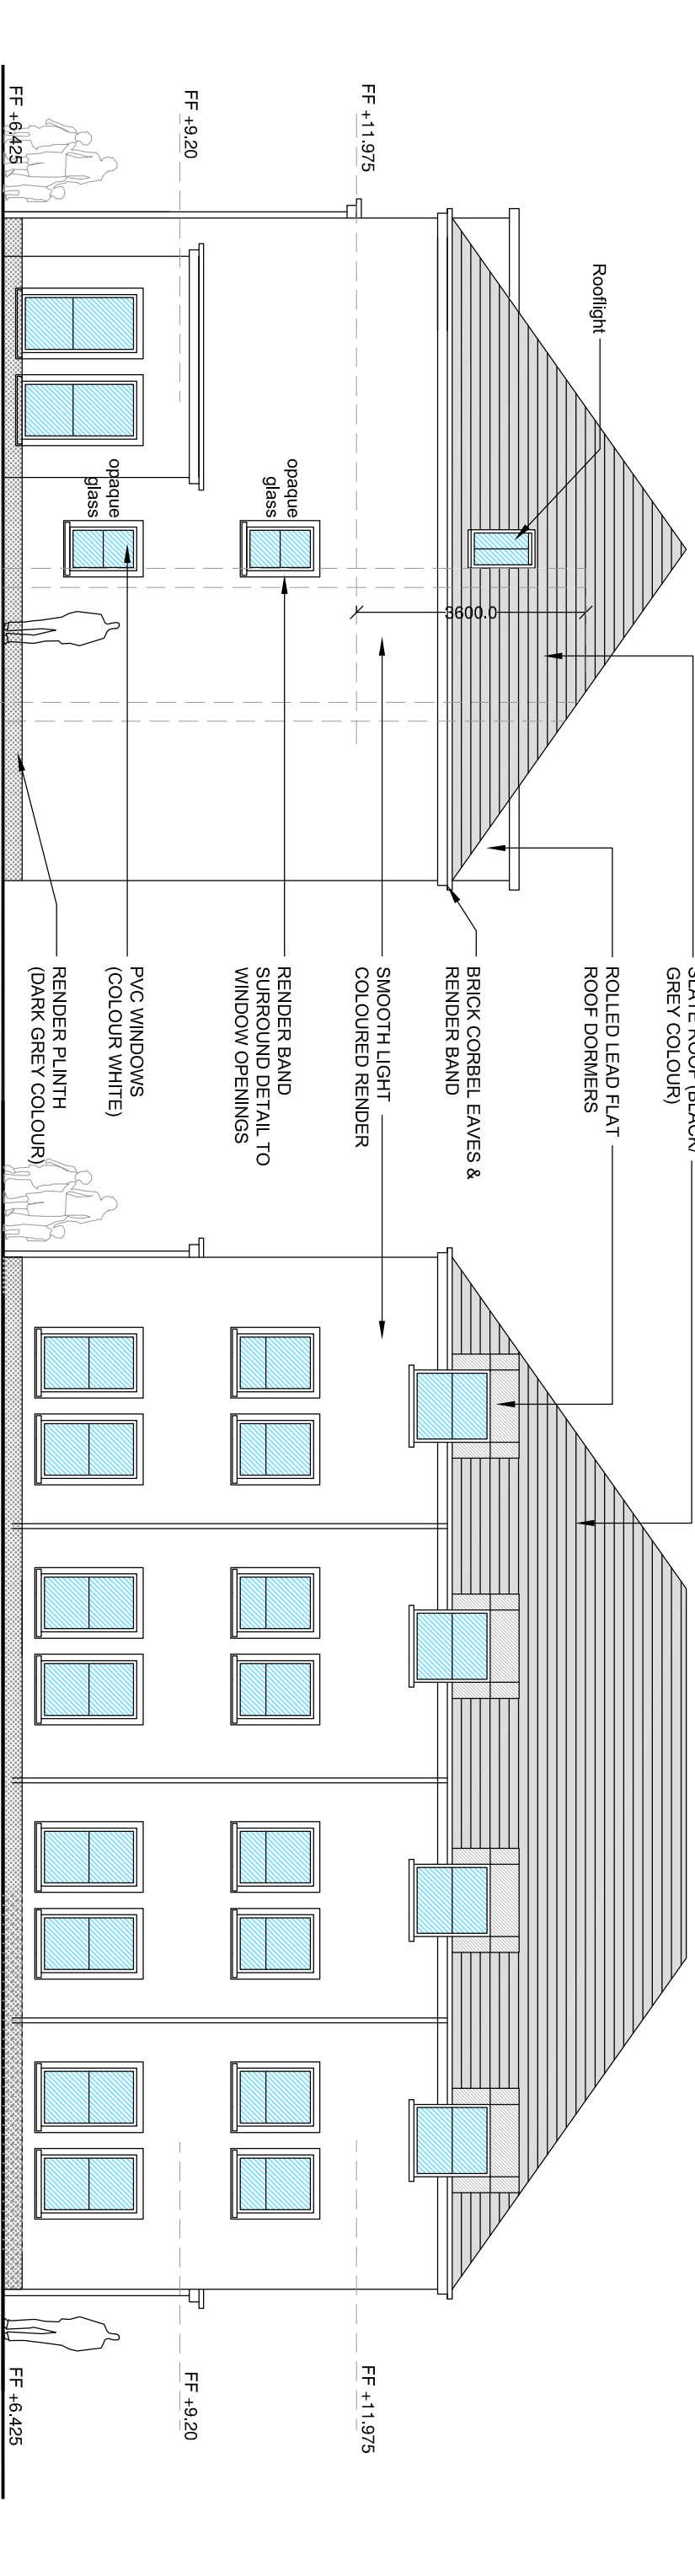 FF +11.975
FF +9.20
FF +6.425
Rooflight
opaque
glass
opaque
glass
3600.0
SLATE ROOF (BLACK/
GREY COLOUR)
ROLLED LEAD FLAT
ROOF DORMERS
BRICK CORBEL EAVES &
RENDER BAND
SMOOTH LIGHT
COLOURED RENDER
RENDER BAND
SURROUND DETAIL TO
WINDOW OPENINGS
PVC WINDOWS
(COLOUR WHITE)
RENDER PLINTH
(DARK GREY COLOUR)
FF +11.975
FF +9.20
FF +6.425